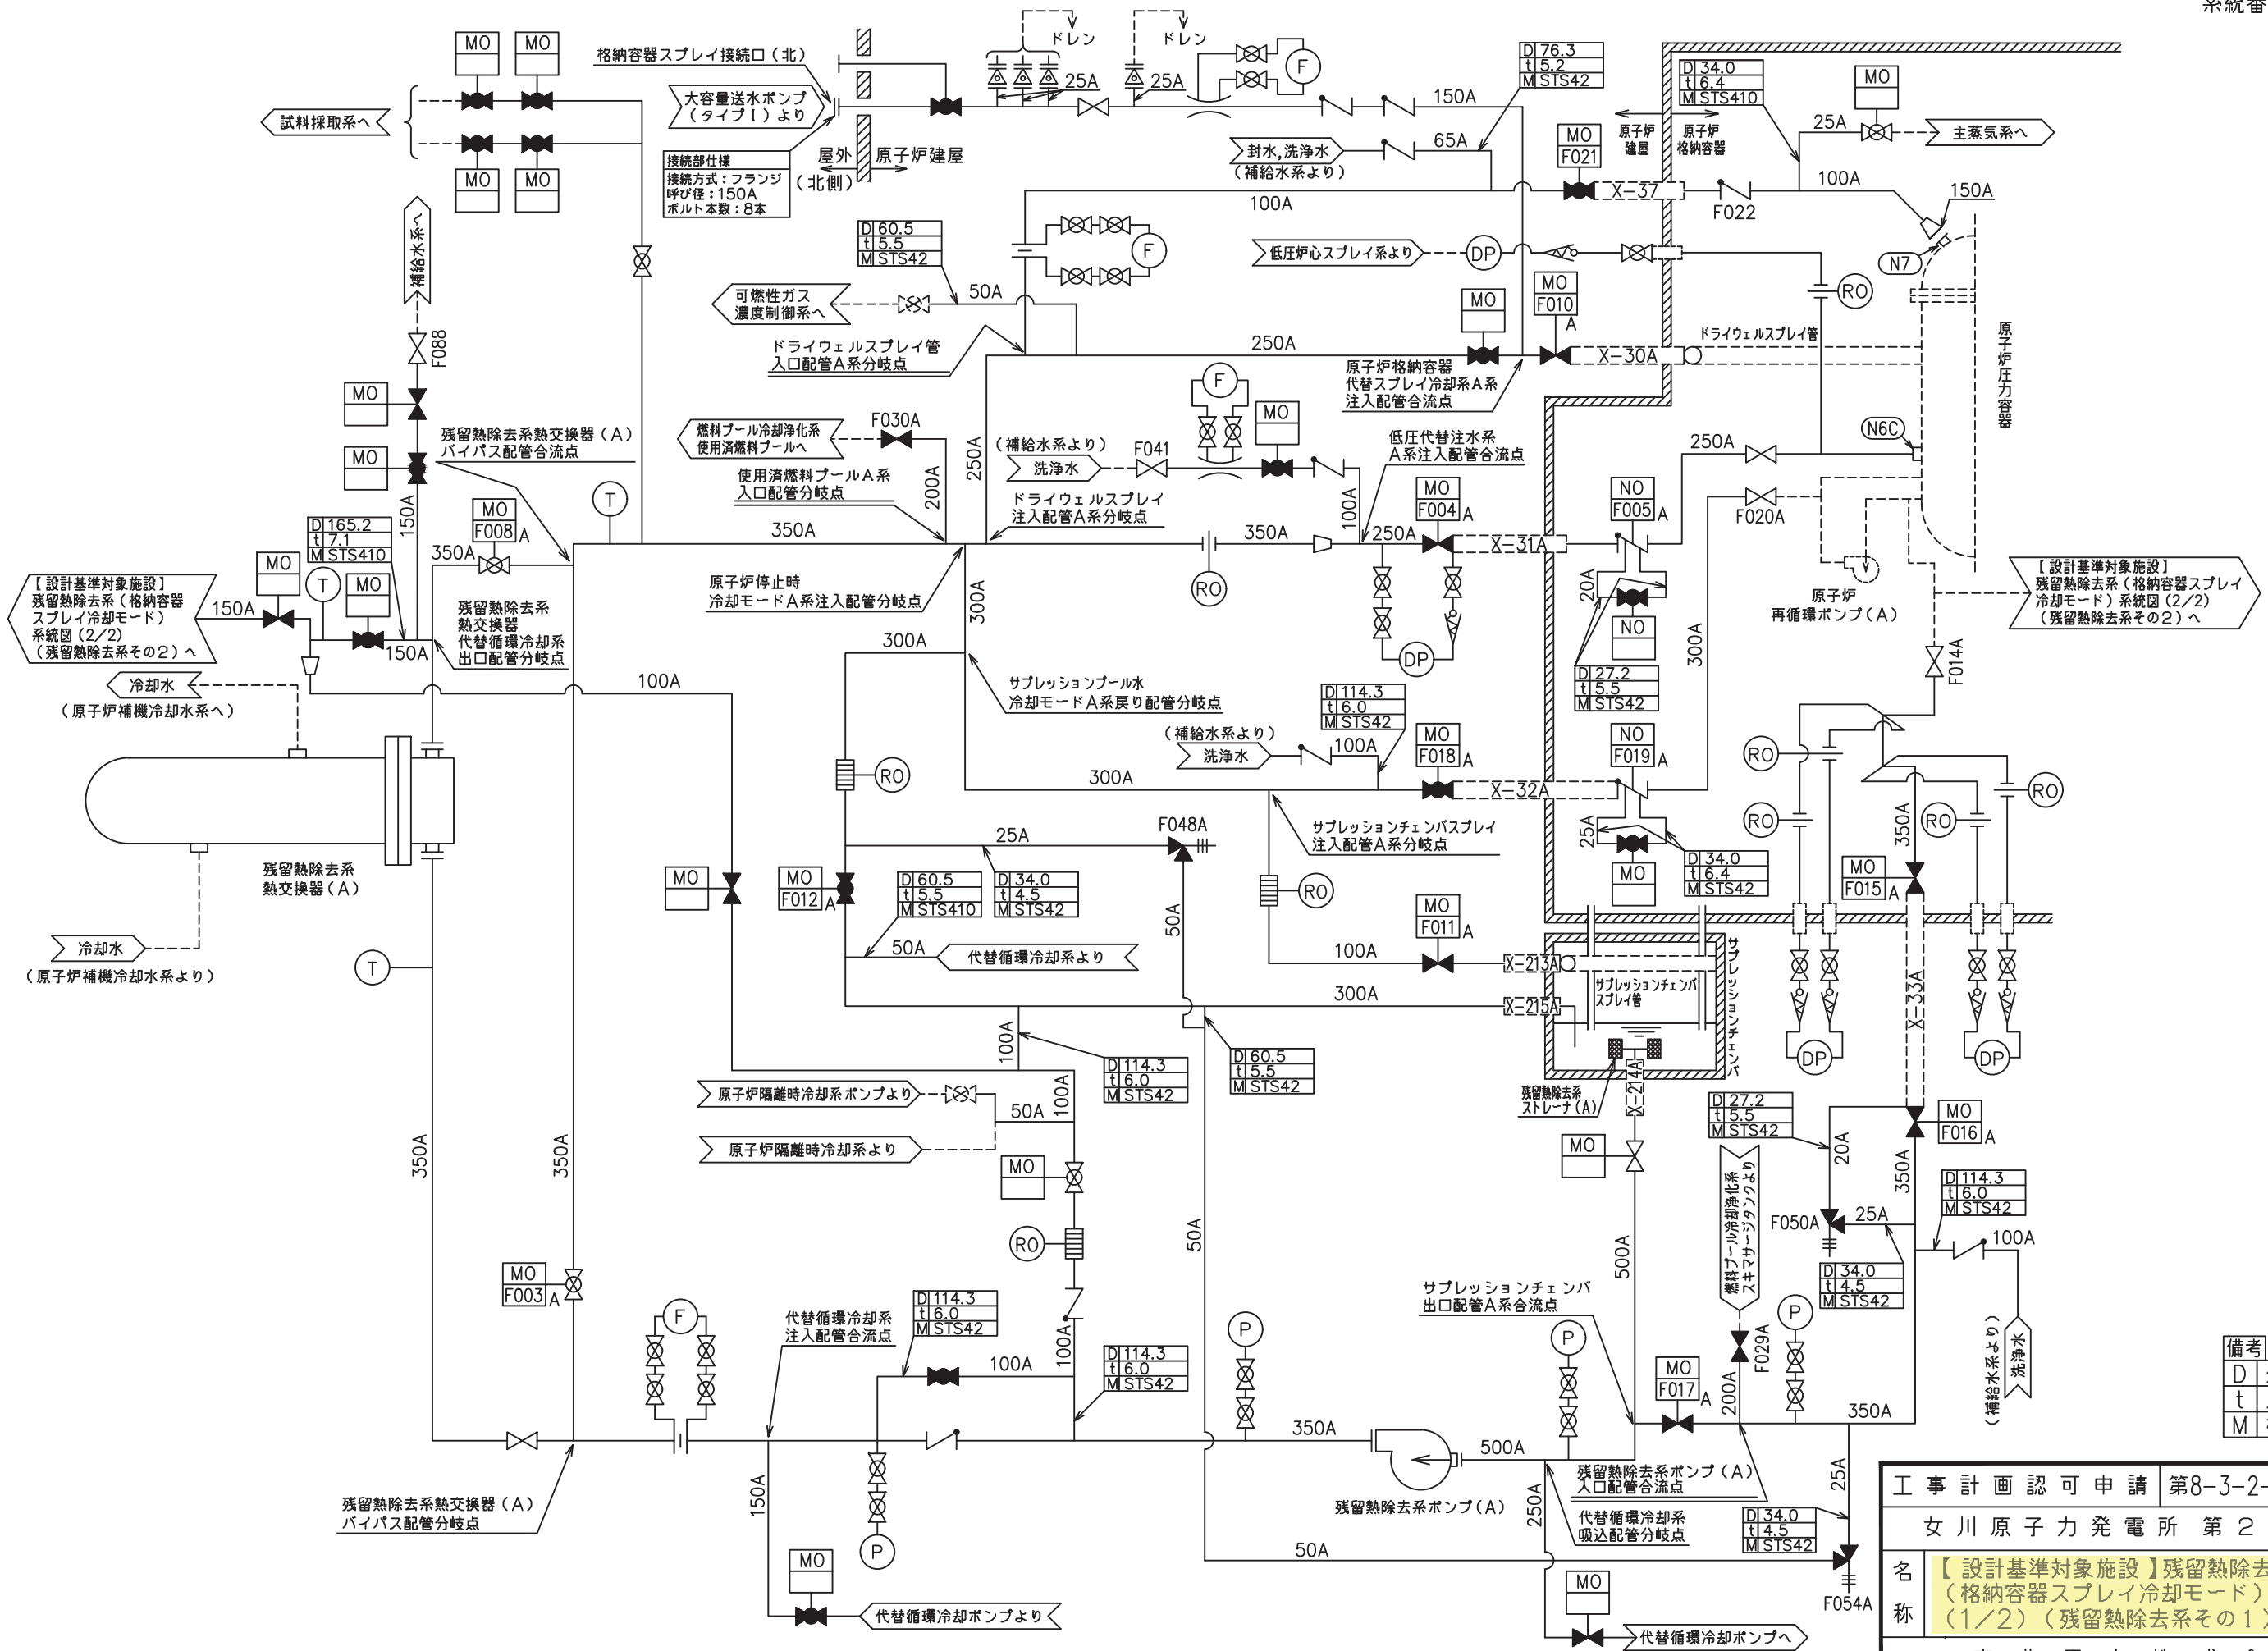 系統番
MO
MO
試料採取系へ
MO
MO
格納容器スプレイ接続口(北)
大容量送水ポンプ
(タイプI)より
接続部仕様
接続方式:フランジ
呼び径:150A
ボルト本数:8本
屋外
原子炉建屋
(北側)
ドレン
ドレン
25A
25A
F
150A
D 76.3
t 5.2
M STS42
封水,洗浄水
(補給水系より)
65A
MO
F021
原子炉
建屋
原子炉
格納容器
D 34.0
t 6.4
M STS410
MO
25A
主蒸気系へ
100A
X-37
F022
100A
150A
N7
補給水系へ
F088
D 60.5
t 5.5
M STS42
F
低圧炉心スプレイ系より
DP
RO
可燃性ガス
濃度制御系へ
50A
MO
MO
F010
A
250A
X-30A
ドライウェルスプレイ管
原子炉圧力容器
ドライウェルスプレイ管
入口配管A系分岐点
原子炉格納容器
代替スプレイ冷却系A系
注入配管合流点
MO
MO
150A
残留熱除去系熱交換器(A)
バイパス配管合流点
燃料プール冷却浄化系
使用済燃料プールへ
F030A
使用済燃料プールA系
入口配管分岐点
200A
250A
(補給水系より)
洗浄水
F041
F
MO
100A
低圧代替注水系
A系注入配管合流点
ドライウェルスプレイ
注入配管A系分岐点
250A
N6C
F020A
D 165.2
t 7.1
M STS410
MO
F008
A
350A
T
350A
350A
RO
250A
MO
F004
A
X-31A
NO
F005
A
【設計基準対象施設】
残留熱除去系(格納容器
スプレイ冷却モード)
系統図(2/2)
(残留熱除去系その2)へ
MO
150A
T
MO
150A
残留熱除去系
熱交換器
代替循環冷却系
出口配管分岐点
原子炉停止時
冷却モードA系注入配管分岐点
300A
300A
DP
20A
NO
D 27.2
t 5.5
M STS42
300A
原子炉
再循環ポンプ(A)
【設計基準対象施設】
残留熱除去系(格納容器スプレイ
冷却モード)系統図(2/2)
(残留熱除去系その2)へ
F014A
冷却水
(原子炉補機冷却水系へ)
100A
サプレッションプール水
冷却モードA系戻り配管分岐点
D 114.3
t 6.0
M STS42
(補給水系より)
洗浄水
100A
MO
F018
A
NO
F019
A
RO
300A
X-32A
RO
RO
RO
RO
350A
残留熱除去系
熱交換器(A)
25A
F048A
サプレッションチェンバスプレイ
注入配管A系分岐点
25A
MO
D 34.0
t 6.4
M STS42
MO
F015
A
MO
MO
F012
A
D 60.5
t 5.5
M STS410
D 34.0
t 4.5
M STS42
50A
RO
MO
F011
A
冷却水
(原子炉補機冷却水系より)
T
50A
代替循環冷却系より
100A
X-213A
サプレッションチェンバ
スプレイ管
サプレッションチェンバ
300A
X-215A
X-33A
DP
DP
100A
D 114.3
t 6.0
M STS42
D 60.5
t 5.5
M STS42
原子炉隔離時冷却系ポンプより
50A
100A
原子炉隔離時冷却系より
残留熱除去系
ストレーナ(A)
X-214A
D 27.2
t 5.5
M STS42
20A
MO
F016
A
350A
350A
350A
MO
MO
燃料プール冷却浄化系
スキマサージタンクより
D 114.3
t 6.0
M STS42
F050A
25A
100A
RO
50A
500A
MO
F003
A
D 34.0
t 4.5
M STS42
サプレッションチェンバ
出口配管A系合流点
P
F
代替循環冷却系
注入配管合流点
D 114.3
t 6.0
M STS42
100A
100A
D 114.3
t 6.0
M STS42
P
P
F029A
(補給水系より)
洗浄水
MO
F017
A
200A
350A
備考
D
t
M
350A
500A
残留熱除去系ポンプ(A)
残留熱除去系ポンプ(A)
入口配管合流点
代替循環冷却系
吸込配管分岐点
25A
残留熱除去系熱交換器(A)
バイパス配管分岐点
150A
P
250A
D 34.0
t 4.5
M STS42
50A
F054A
MO
代替循環冷却ポンプより
MO
代替循環冷却ポンプへ
工事計画認可申請 第8-3-2-
女川原子力発電所 第2
名称
【設計基準対象施設】残留熱除去
(格納容器スプレイ冷却モード)
(1/2)(残留熱除去系その1)